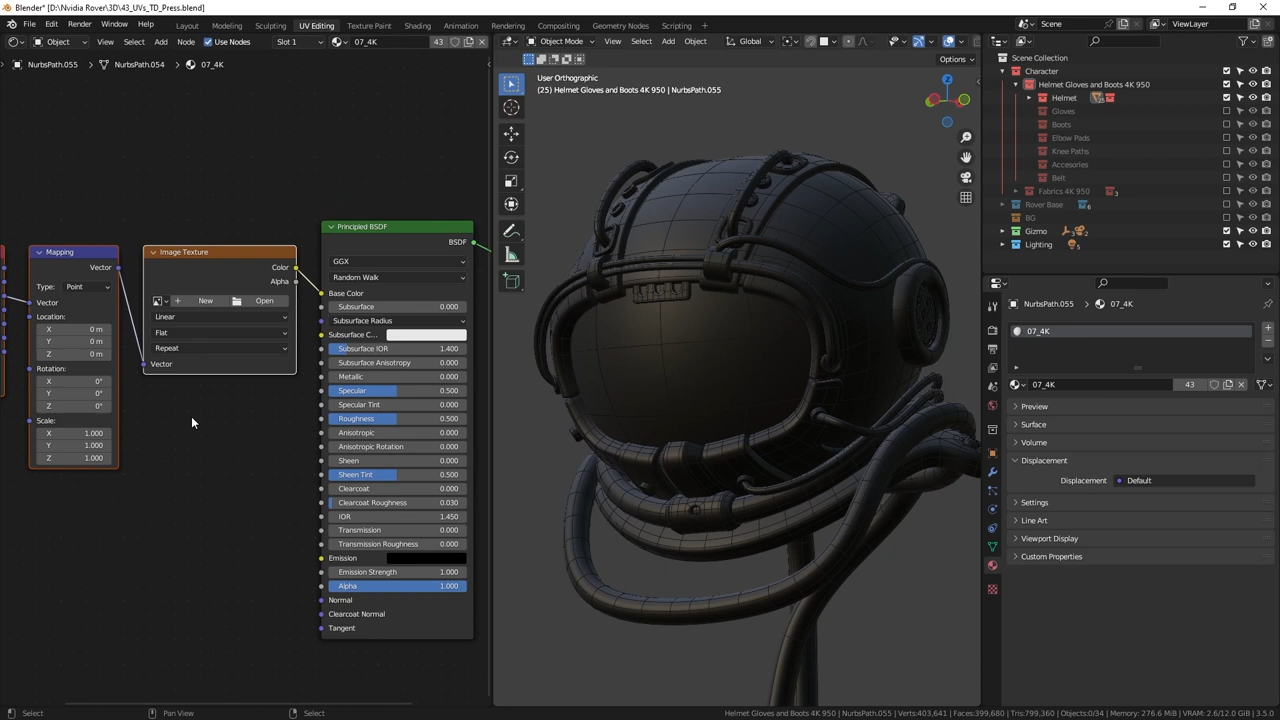 Blender* [D:\Nvidia Rover\3D\43_UVs_TD_Press.blend]
File Edit Render Window Help Layout Modeling Sculpting UV Editing Texture Paint Shading Animation Rendering Compositing Geometry Nodes Scripting Scene ViewLayer
Object View Select Add Node Use Nodes Slot 1 07_4K 43 Object Mode View Select Add Object Global
Options
NurbsPath.055 NurbsPath.054 07_4K
User Orthographic
(25) Helmet Gloves and Boots 4K 950 | NurbsPath.055
Z
Scene Collection
Character
Helmet Gloves and Boots 4K 950
Helmet
Gloves
Boots
Elbow Pads
Knee Paths
Accesories
Belt
Fabrics 4K 950 3
Rover Base 6
BG
Gizmo 3 2
Lighting 5
Mapping
Vector
Type: Point
Vector
Location:
X 0 m
Y 0 m
Z 0 m
Rotation:
X 0°
Y 0°
Z 0°
Scale:
X 1.000
Y 1.000
Z 1.000
Image Texture
Color
Alpha
New Open
Linear
Flat
Repeat
Vector
Principled BSDF
BSDF
GGX
Random Walk
Base Color
Subsurface 0.000
Subsurface Radius
Subsurface C...
Subsurface IOR 1.400
Subsurface Anisotropy 0.000
Metallic 0.000
Specular 0.500
Specular Tint 0.000
Roughness 0.500
Anisotropic 0.000
Anisotropic Rotation 0.000
Sheen 0.000
Sheen Tint 0.500
Clearcoat 0.000
Clearcoat Roughness 0.030
IOR 1.450
Transmission 0.000
Transmission Roughness 0.000
Emission
Emission Strength 1.000
Alpha 1.000
Normal
Clearcoat Normal
Tangent
NurbsPath.055 07_4K
07_4K
07_4K 43
Preview
Surface
Volume
Displacement
Displacement Default
Settings
Line Art
Viewport Display
Custom Properties
Select Pan View Select Helmet Gloves and Boots 4K 950 | NurbsPath.055 | Verts:403,641 | Faces:399,680 | Tris:799,360 | Objects:0/34 | Memory: 276.6 MiB | VRAM: 2.6/12.0 GiB | 3.5.0